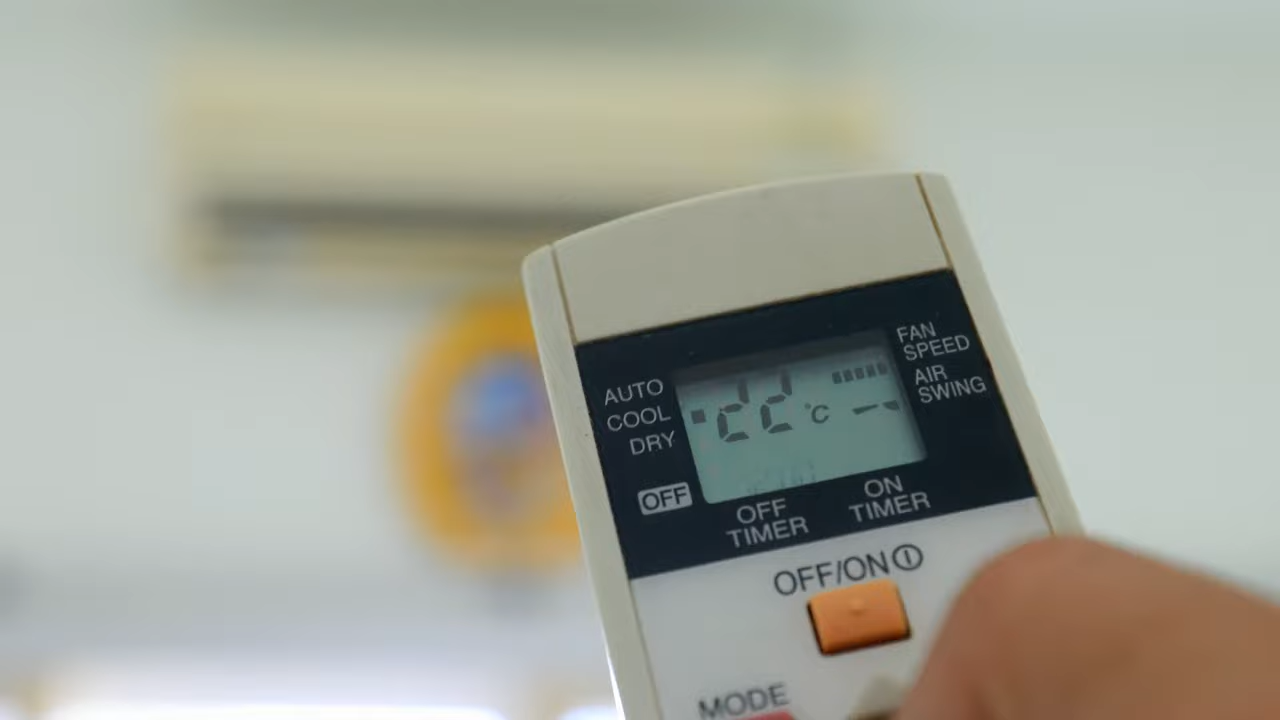 AUTO
COOL
DRY
OFF
22 °C
FAN
SPEED
AIR
SWING
OFF
TIMER
ON
TIMER
OFF/ON
MODE